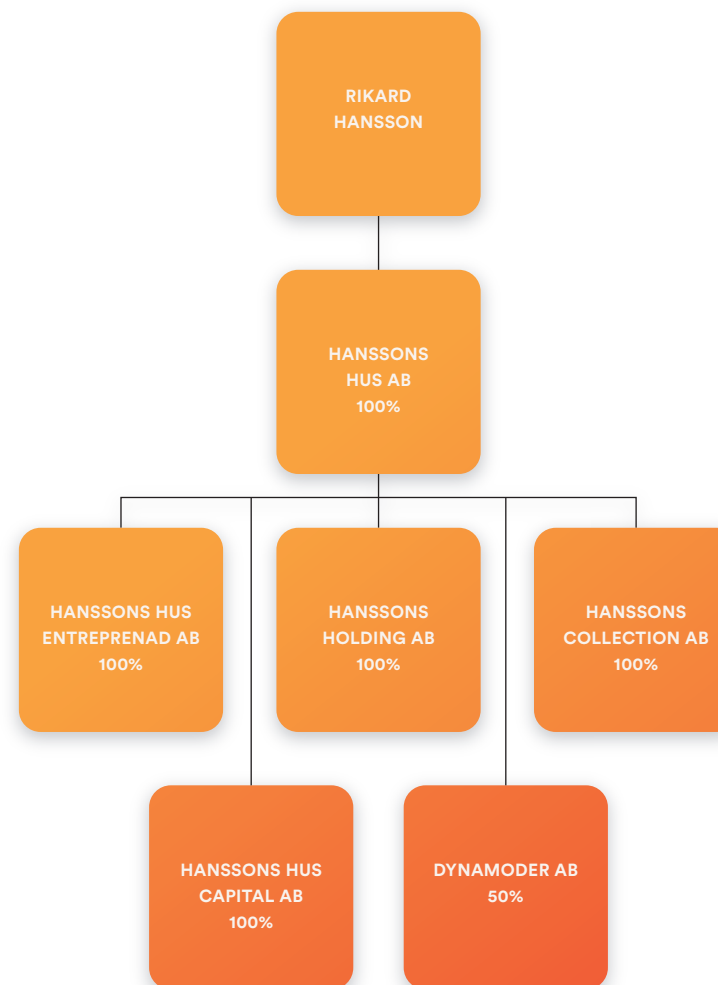 RIKARD
HANSSON
HANSSONS
HUS AB
100%
HANSSONS HUS
ENTREPRENAD AB
100%
HANSSONS
HOLDING AB
100%
HANSSONS
COLLECTION AB
100%
HANSSONS HUS
CAPITAL AB
100%
DYNAMODER AB
50%